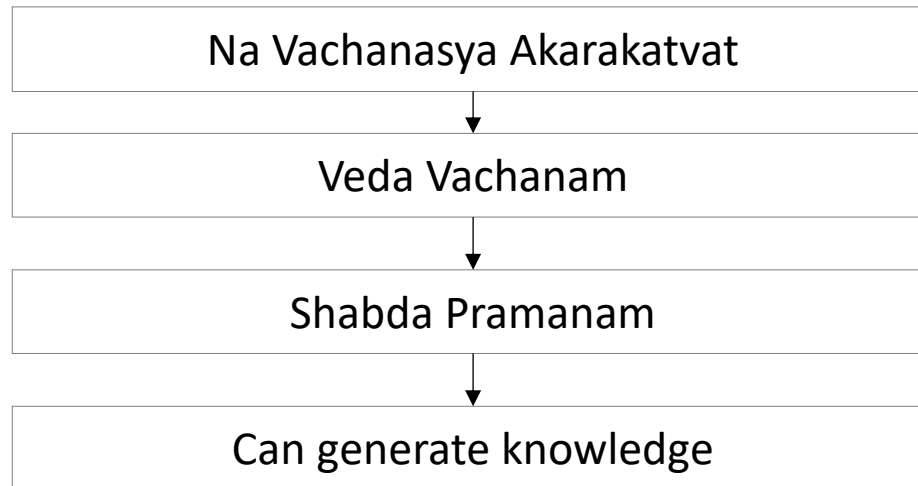 Na Vachanasya Akarakatvat
Veda Vachanam
Shabda Pramanam
Can generate knowledge